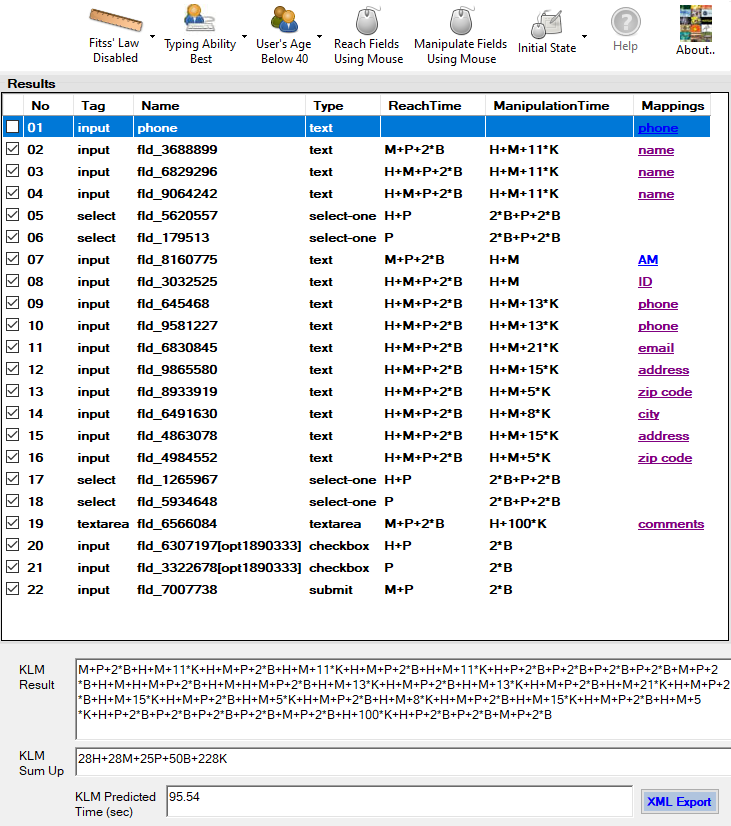 Fitss' Law Disabled
Typing Ability Best
User's Age Below 40
Reach Fields Using Mouse
Manipulate Fields Using Mouse
Initial State
Help
About..
Results
No Tag Name Type ReachTime ManipulationTime Mappings
01 input phone text phone
02 input fld_3688899 text M+P+2*B H+M+11*K name
03 input fld_6829296 text H+M+P+2*B H+M+11*K name
04 input fld_9064242 text H+M+P+2*B H+M+11*K name
05 select fld_5620557 select-one H+P 2*B+P+2*B
06 select fld_179513 select-one P 2*B+P+2*B
07 input fld_8160775 text M+P+2*B H+M AM
08 input fld_3032525 text H+M+P+2*B H+M ID
09 input fld_645468 text H+M+P+2*B H+M+13*K phone
10 input fld_9581227 text H+M+P+2*B H+M+13*K phone
11 input fld_6830845 text H+M+P+2*B H+M+21*K email
12 input fld_9865580 text H+M+P+2*B H+M+15*K address
13 input fld_8933919 text H+M+P+2*B H+M+5*K zip code
14 input fld_6491630 text H+M+P+2*B H+M+8*K city
15 input fld_4863078 text H+M+P+2*B H+M+15*K address
16 input fld_4984552 text H+M+P+2*B H+M+5*K zip code
17 select fld_1265967 select-one H+P 2*B+P+2*B
18 select fld_5934648 select-one P 2*B+P+2*B
19 textarea fld_6566084 textarea M+P+2*B H+100*K comments
20 input fld_6307197[opt1890333] checkbox H+P 2*B
21 input fld_3322678[opt1890333] checkbox P 2*B
22 input fld_7007738 submit M+P 2*B
KLM Result
M+P+2*B+H+M+11*K+H+M+P+2*B+H+M+11*K+H+M+P+2*B+H+M+11*K+H+P+2*B+P+2*B+P+2*B+P+2*B+M+P+2
*B+H+M+H+M+P+2*B+H+M+H+M+P+2*B+H+M+13*K+H+M+P+2*B+H+M+13*K+H+M+P+2*B+H+M+21*K+H+M+P+2
*B+H+M+15*K+H+M+P+2*B+H+M+5*K+H+M+P+2*B+H+M+8*K+H+M+P+2*B+H+M+15*K+H+M+P+2*B+H+M+5
*K+H+P+2*B+P+2*B+P+2*B+P+2*B+M+P+2*B+H+100*K+H+P+2*B+P+2*B+M+P+2*B
KLM Sum Up
28H+28M+25P+50B+228K
KLM Predicted Time (sec)
95.54
XML Export